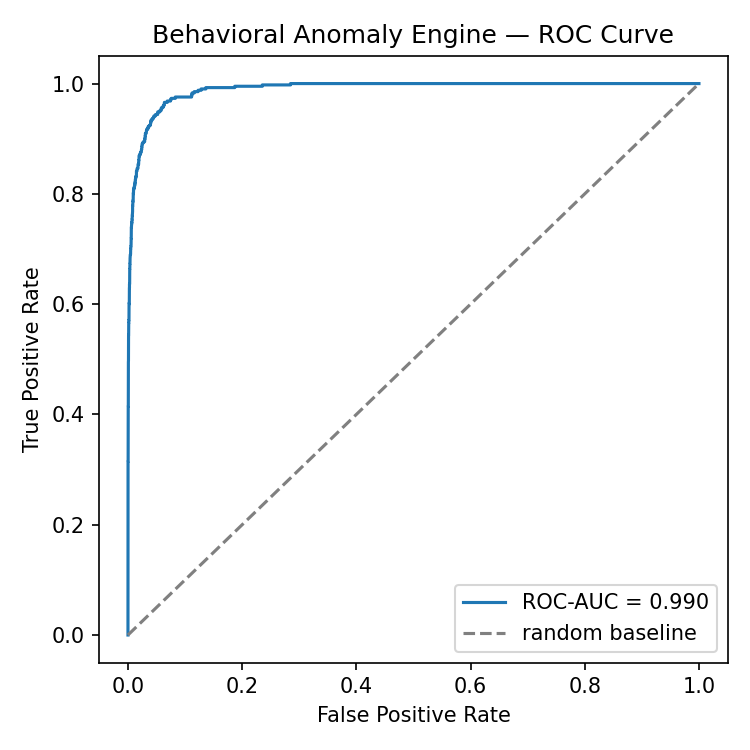 Behavioral Anomaly Engine — ROC Curve
1.0
0.8
0.6
0.4
0.2
0.0
True Positive Rate
ROC-AUC = 0.990
random baseline
0.0 0.2 0.4 0.6 0.8 1.0
False Positive Rate